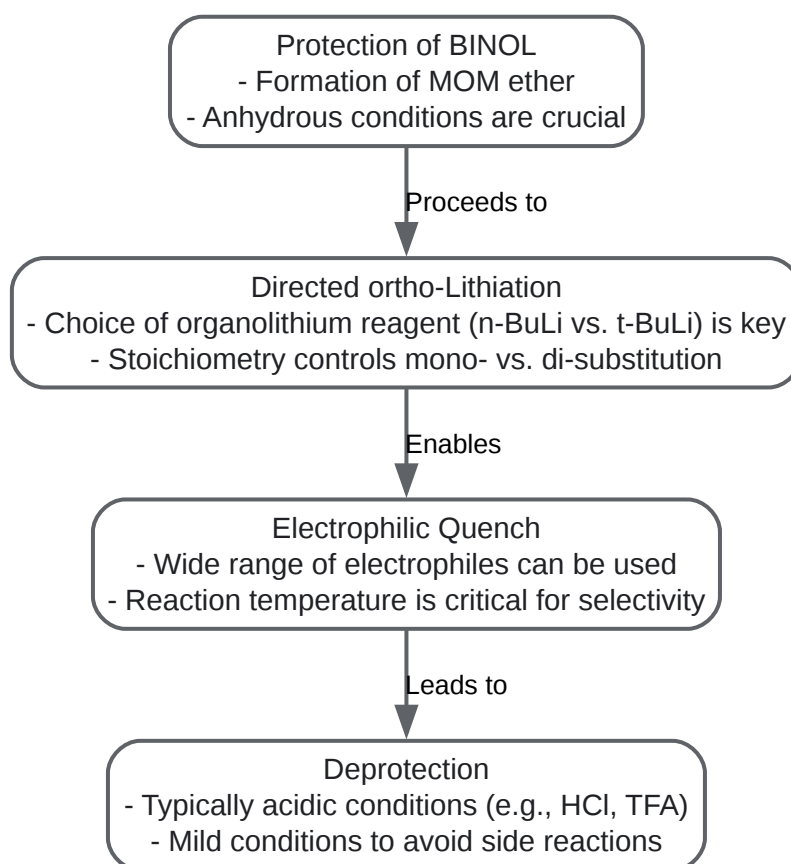 Protection of BINOL
- Formation of MOM ether
- Anhydrous conditions are crucial
Proceeds to
Directed ortho-Lithiation
- Choice of organolithium reagent (n-BuLi vs. t-BuLi) is key
- Stoichiometry controls mono- vs. di-substitution
Enables
Electrophilic Quench
- Wide range of electrophiles can be used
- Reaction temperature is critical for selectivity
Leads to
Deprotection
- Typically acidic conditions (e.g., HCl, TFA)
- Mild conditions to avoid side reactions